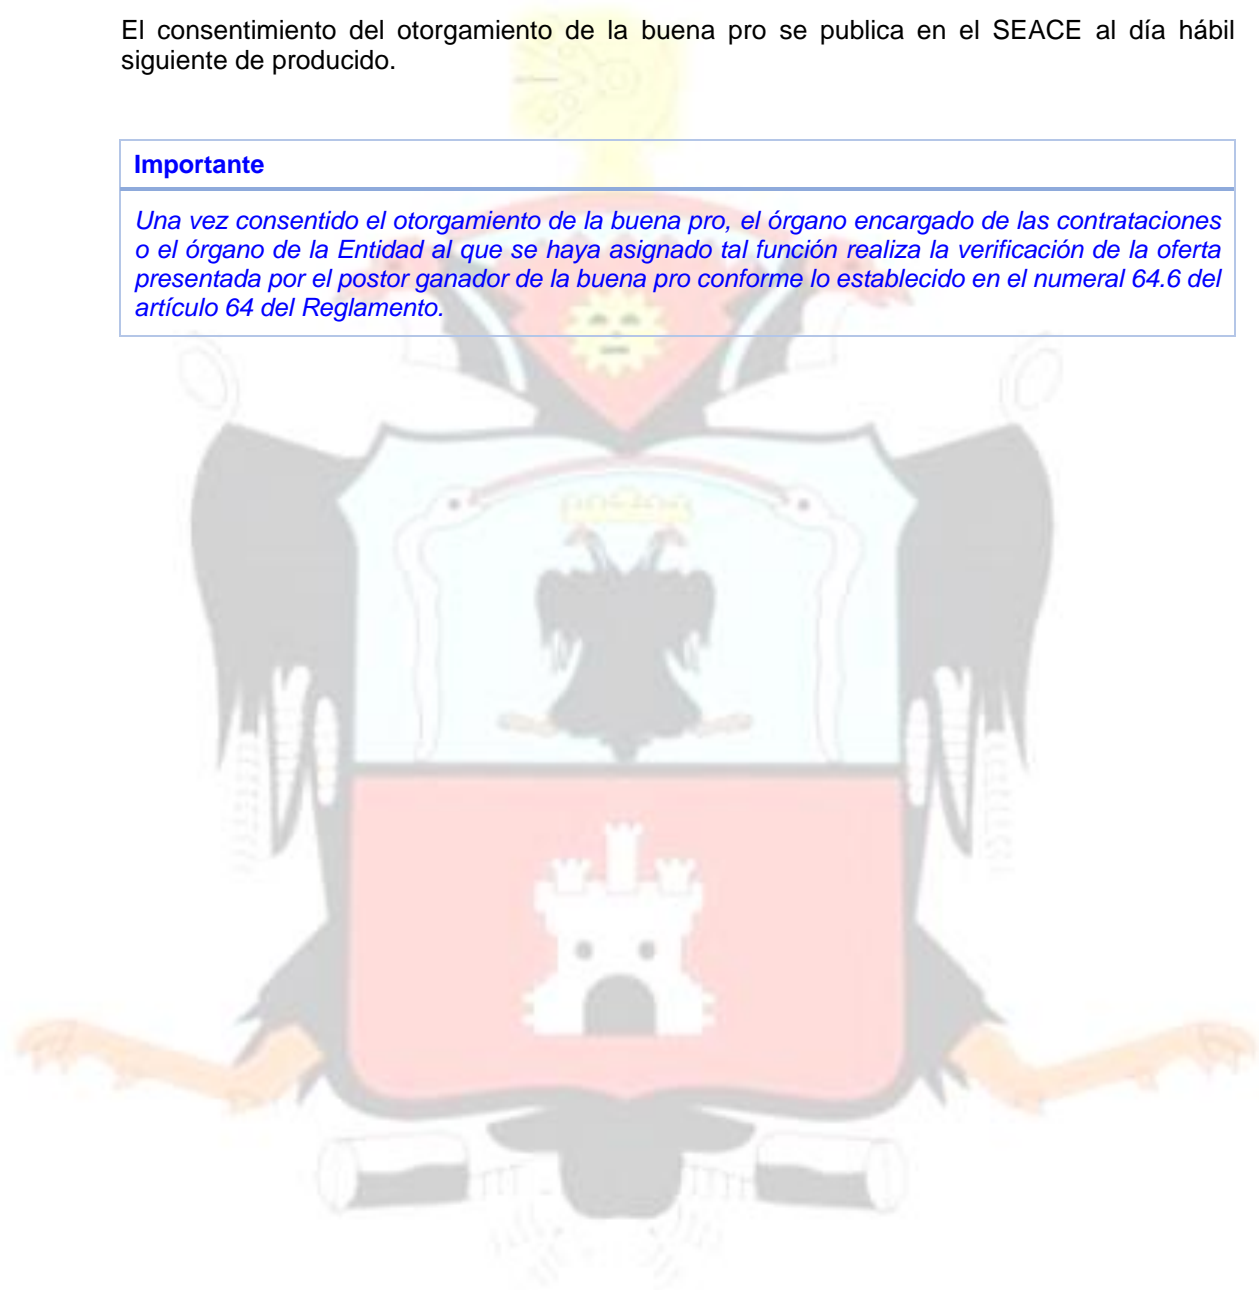 El consentimiento del otorgamiento de la buena pro se publica en el SEACE al día hábil
siguiente de producido.
Importante
Una vez consentido el otorgamiento de la buena pro, el órgano encargado de las contrataciones
o el órgano de la Entidad al que se haya asignado tal función realiza la verificación de la oferta
presentada por el postor ganador de la buena pro conforme lo establecido en el numeral 64.6 del
artículo 64 del Reglamento.